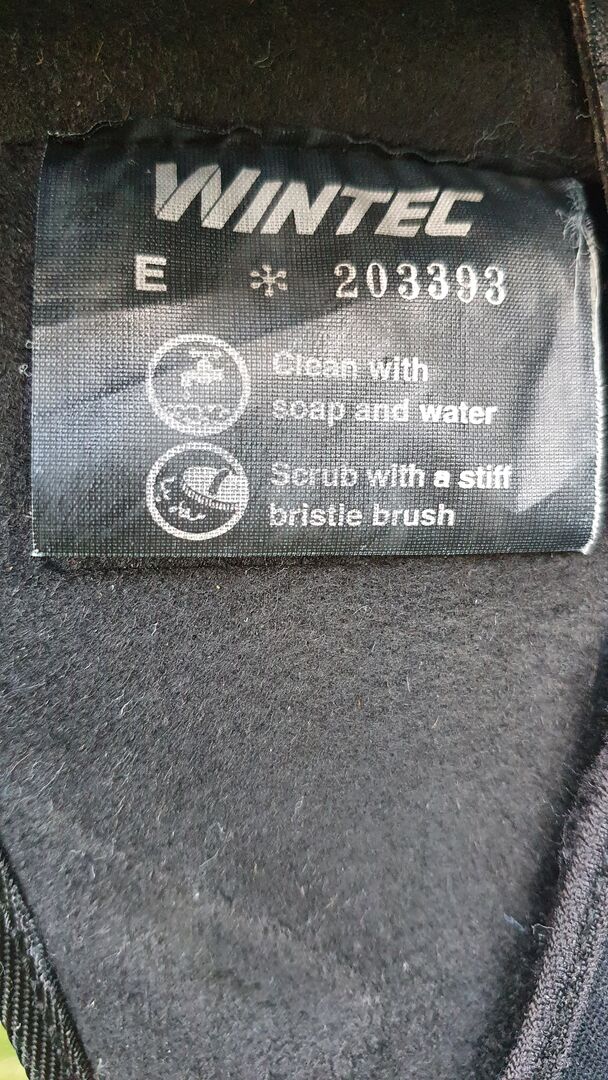 WINTEC
E * 203393
Clean with
soap and water
Scrub with a stiff
bristle brush